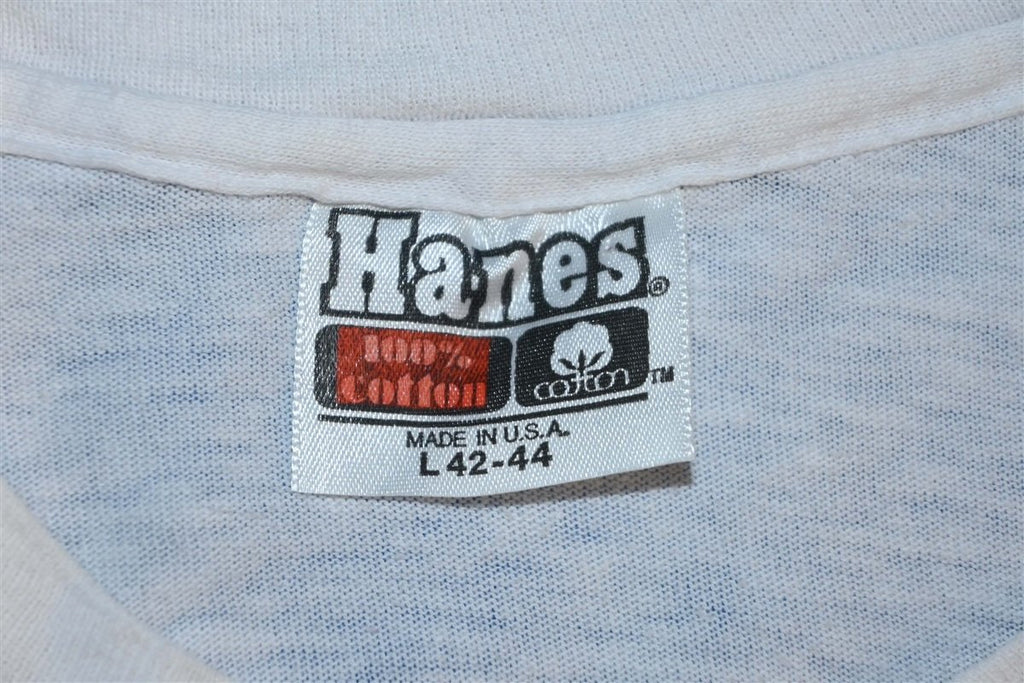 Hanes®
100%
cotton
cotton™
MADE IN U.S.A.
L 42-44